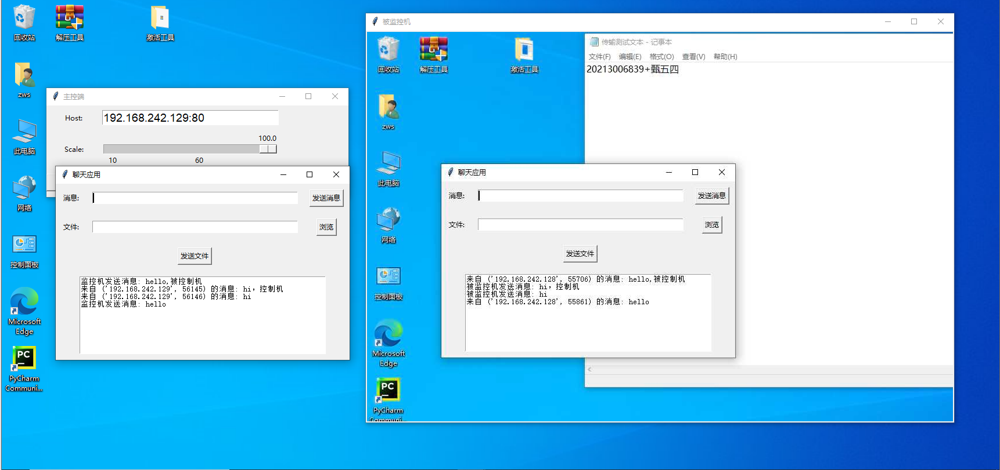 回收站
解压工具
激活工具
zws
此电脑
网络
控制面板
Microsoft
Edge
PC
PyCharm
Communi...
主控端
Host:
192.168.242.129:80
100.0
Scale:
10
60
聊天应用
消息:
发送消息
文件:
浏览
发送文件
监控机发送消息: hello,被控制机
来自 ('192.168.242.129', 56145) 的消息: hi，控制机
来自 ('192.168.242.129', 56146) 的消息: hi
监控机发送消息: hello
被监控机
回收站
解压工具
激活工具
zws
此电脑
网络
控制面板
Microsoft
Edge
PC
PyCharm
Communi...
传输测试文本 - 记事本
文件(F) 编辑(E) 格式(O) 查看(V) 帮助(H)
20213006839+甄五四
聊天应用
消息:
发送消息
文件:
浏览
发送文件
来自 ('192.168.242.128', 55706) 的消息: hello,被控制机
被监控机发送消息: hi，控制机
被监控机发送消息: hi
来自 ('192.168.242.128', 55861) 的消息: hello